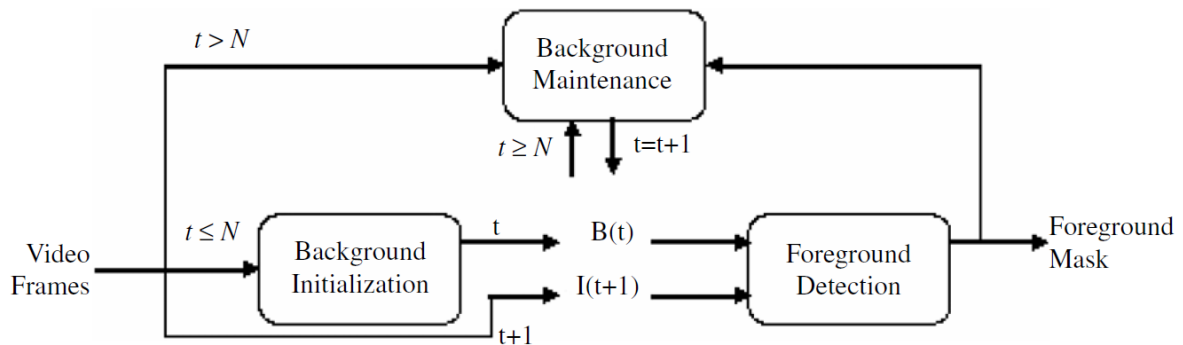 t > N
Background
Maintenance
t ≥ N
t=t+1
t ≤ N
Video
Frames
Background
Initialization
t
B(t)
I(t+1)
t+1
Foreground
Detection
Foreground
Mask